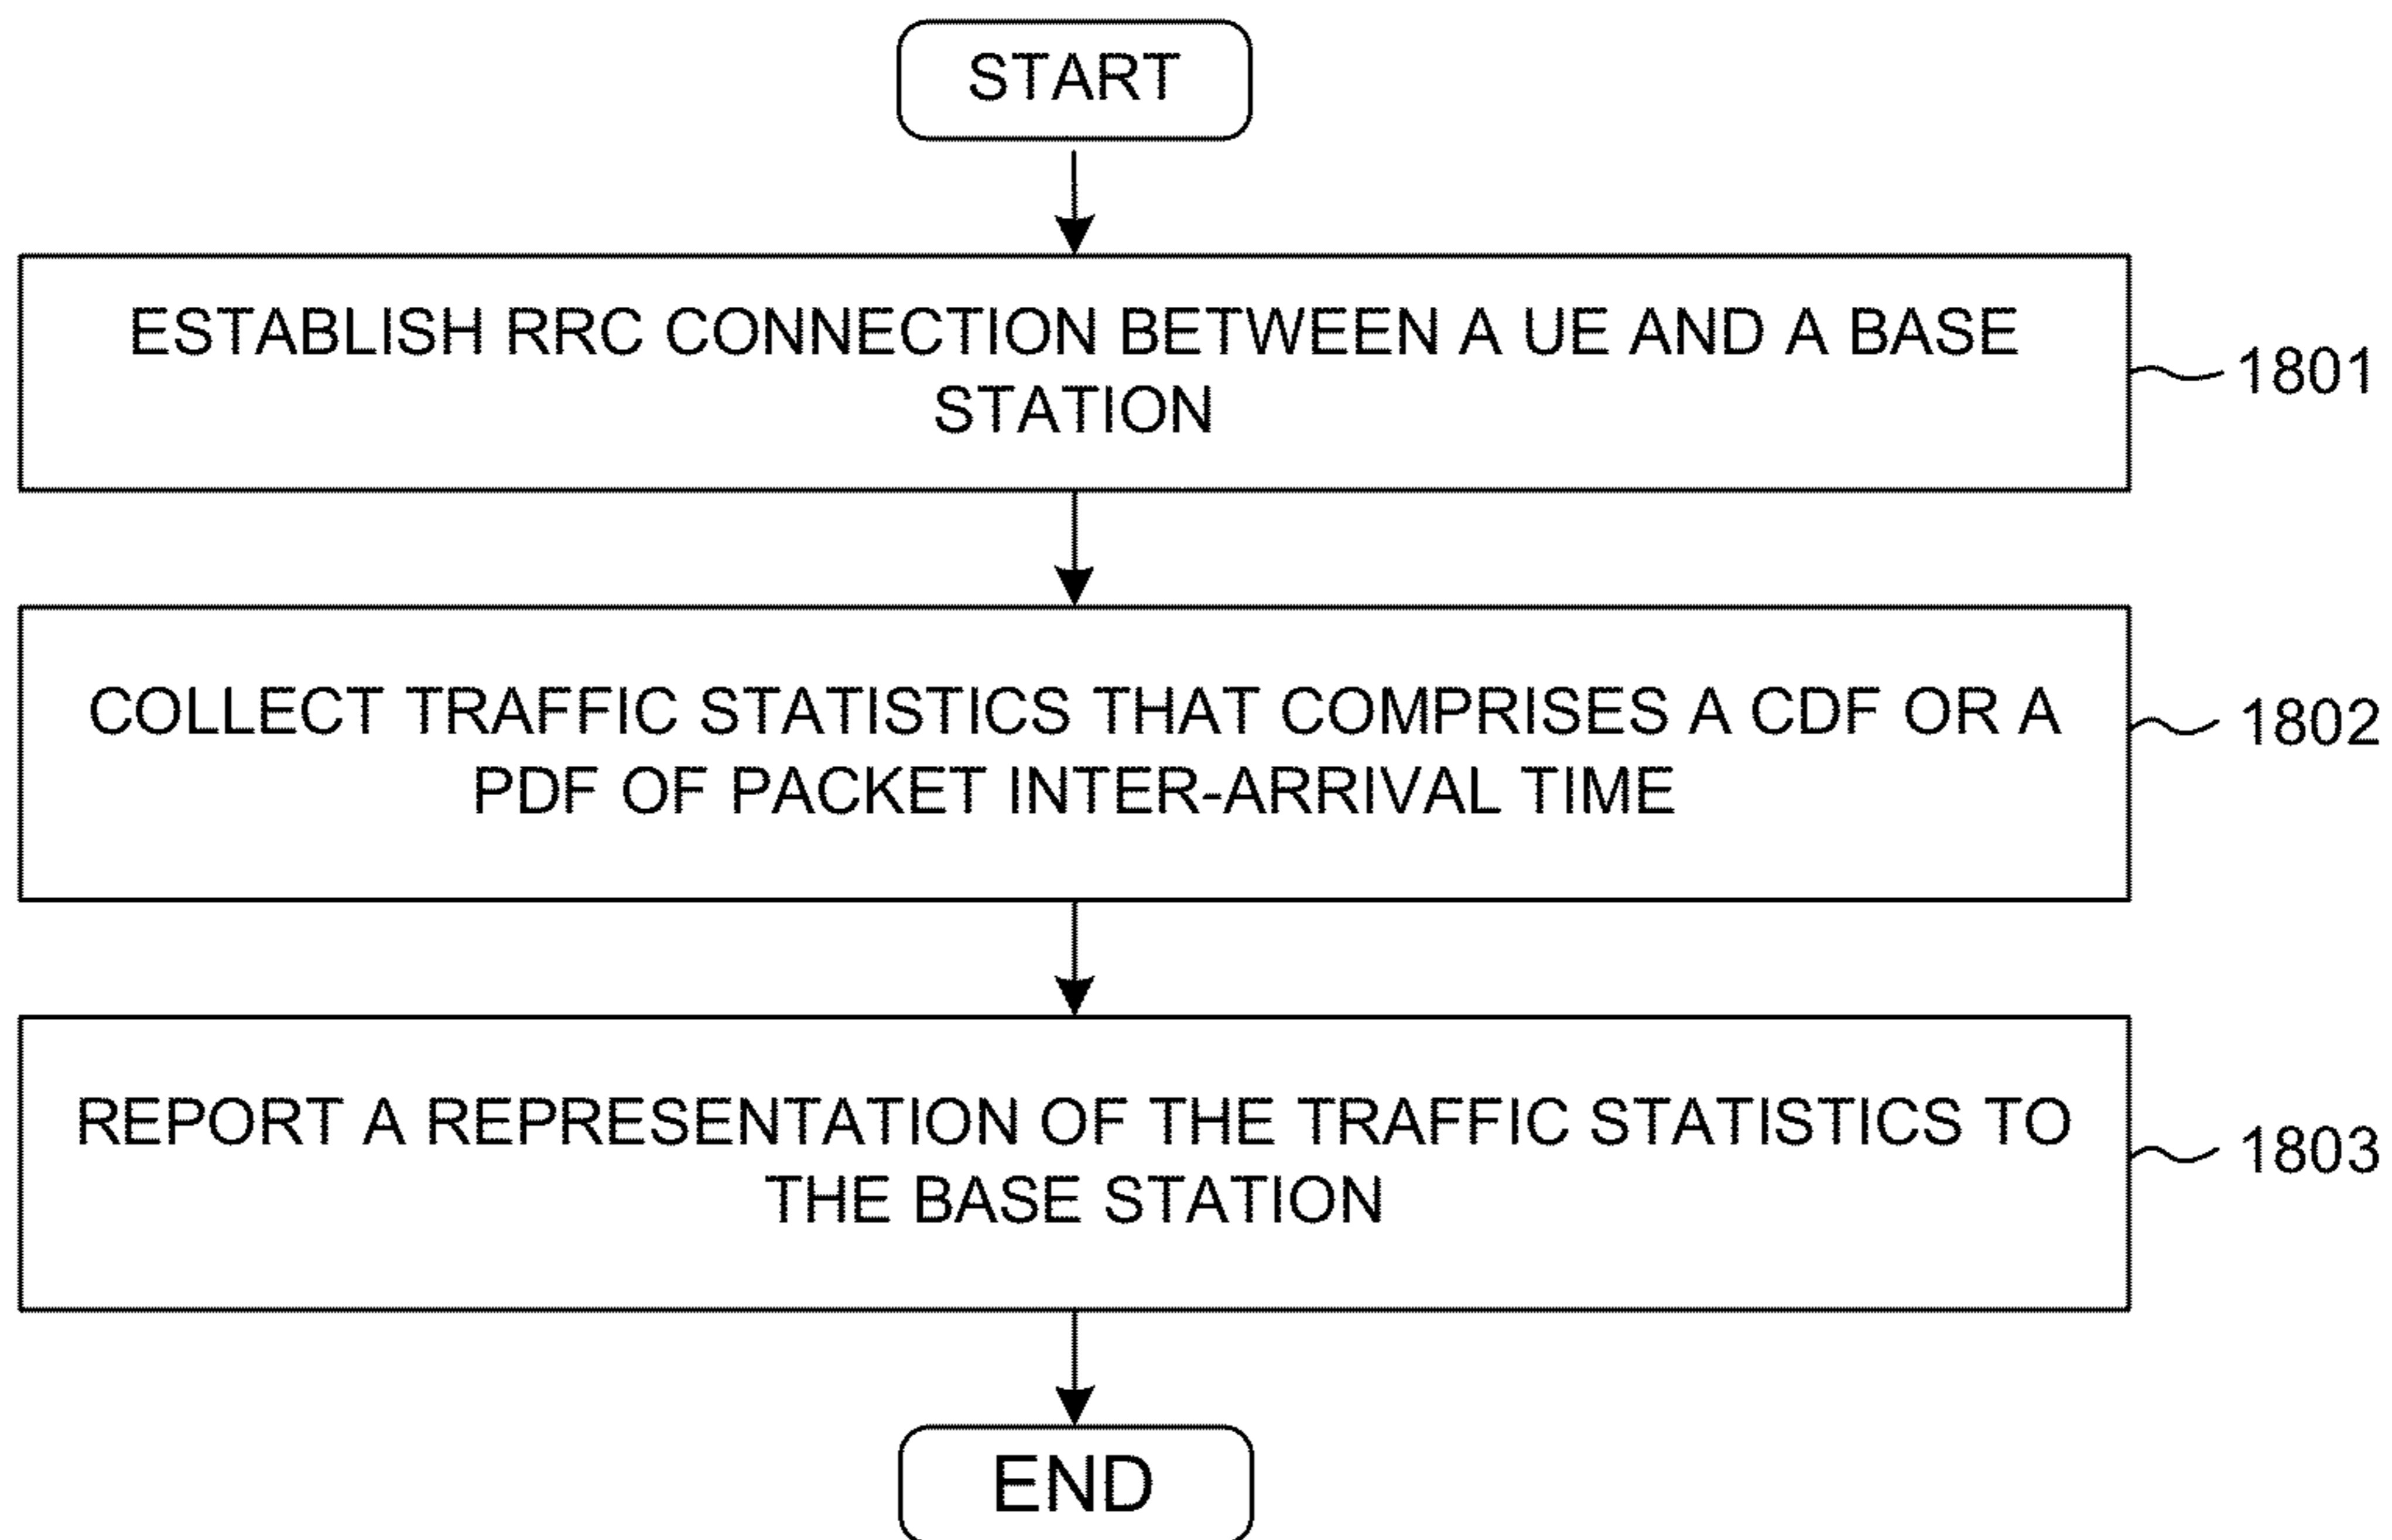 START
ESTABLISH RRC CONNECTION BETWEEN A UE AND A BASE
STATION
1801
COLLECT TRAFFIC STATISTICS THAT COMPRISES A CDF OR A
PDF OF PACKET INTER-ARRIVAL TIME
1802
REPORT A REPRESENTATION OF THE TRAFFIC STATISTICS TO
THE BASE STATION
1803
END